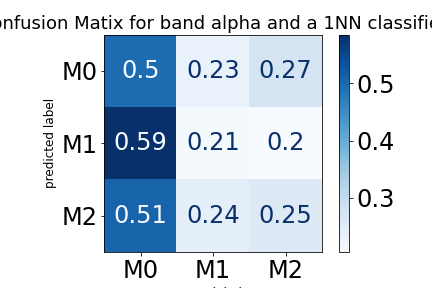 onfusion Matix for band alpha and a 1NN classifie
M0 0.5 0.23 0.27
M1 0.59 0.21 0.2
M2 0.51 0.24 0.25
M0 M1 M2
predicted label
0.5
0.4
0.3